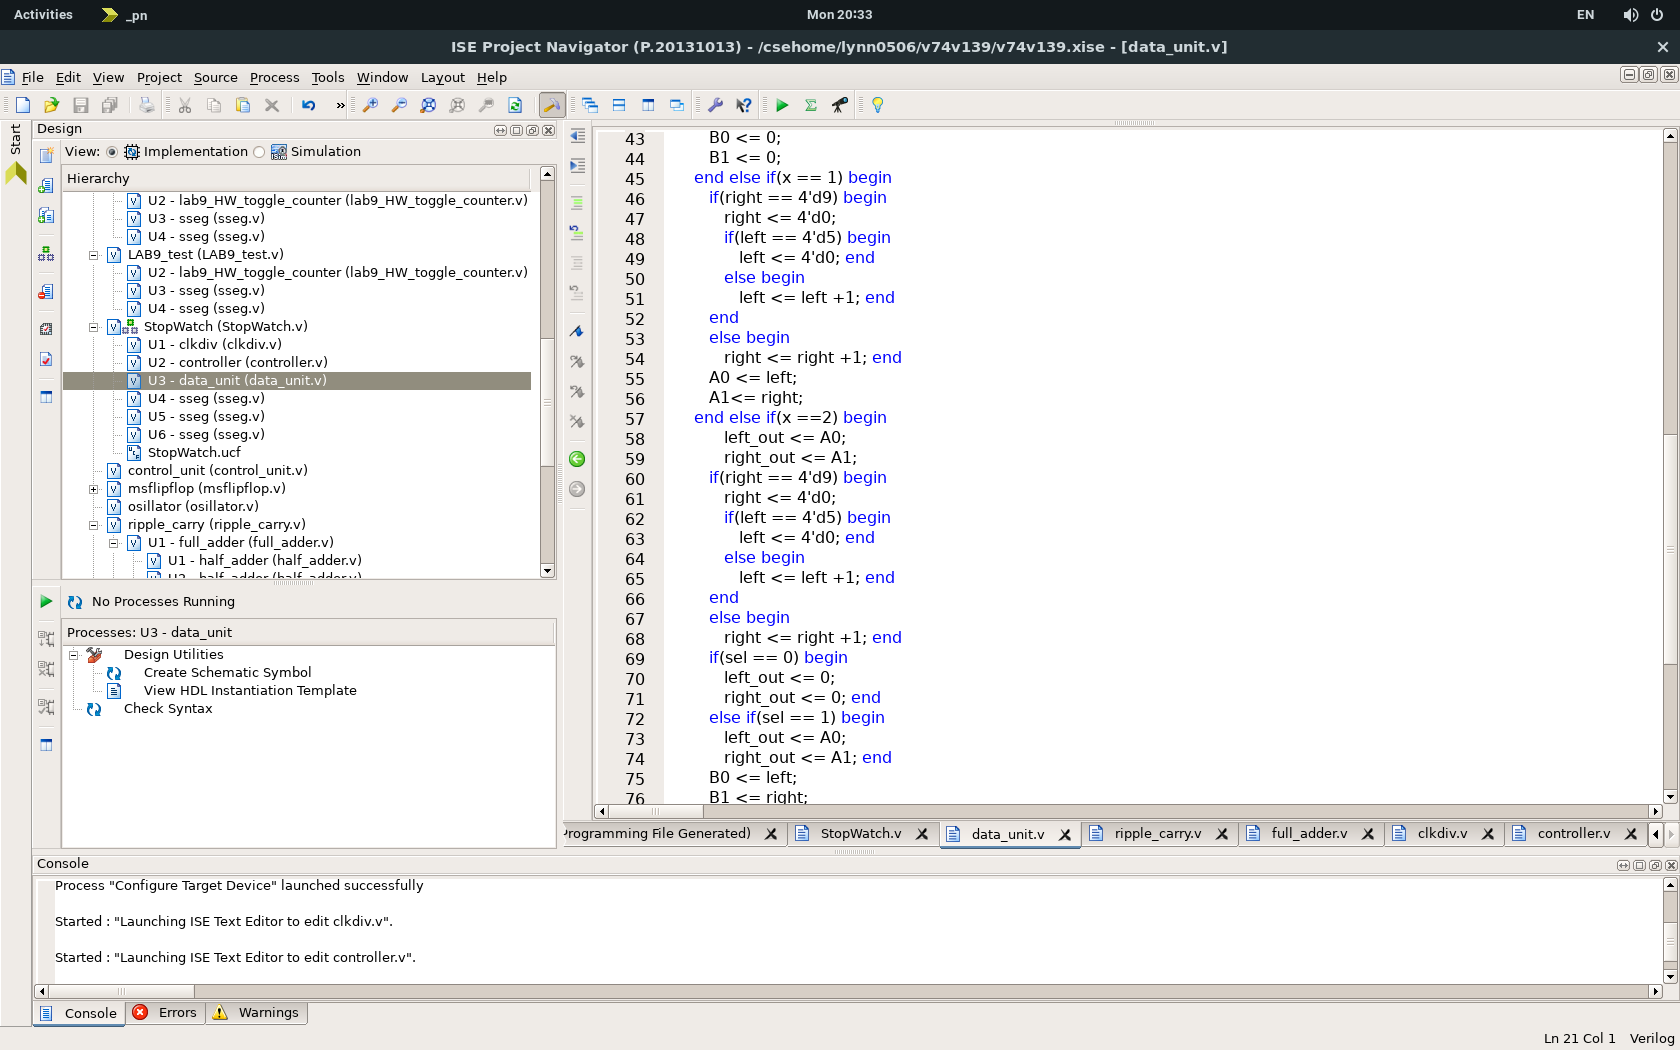 Activities
_pn
Mon 20:33
EN
ISE Project Navigator (P.20131013) - /csehome/lynn0506/v74v139/v74v139.xise - [data_unit.v]
File Edit View Project Source Process Tools Window Layout Help
»
Start
Design
View: Implementation Simulation
Hierarchy
U2 - lab9_HW_toggle_counter (lab9_HW_toggle_counter.v)
U3 - sseg (sseg.v)
U4 - sseg (sseg.v)
LAB9_test (LAB9_test.v)
U2 - lab9_HW_toggle_counter (lab9_HW_toggle_counter.v)
U3 - sseg (sseg.v)
U4 - sseg (sseg.v)
StopWatch (StopWatch.v)
U1 - clkdiv (clkdiv.v)
U2 - controller (controller.v)
U3 - data_unit (data_unit.v)
U4 - sseg (sseg.v)
U5 - sseg (sseg.v)
U6 - sseg (sseg.v)
StopWatch.ucf
control_unit (control_unit.v)
msflipflop (msflipflop.v)
osillator (osillator.v)
ripple_carry (ripple_carry.v)
U1 - full_adder (full_adder.v)
U1 - half_adder (half_adder.v)
U2 - half_adder (half_adder.v)
No Processes Running
Processes: U3 - data_unit
Design Utilities
Create Schematic Symbol
View HDL Instantiation Template
Check Syntax
43 B0 <= 0;
44 B1 <= 0;
45 end else if(x == 1) begin
46 if(right == 4'd9) begin
47 right <= 4'd0;
48 if(left == 4'd5) begin
49 left <= 4'd0; end
50 else begin
51 left <= left +1; end
52 end
53 else begin
54 right <= right +1; end
55 A0 <= left;
56 A1<= right;
57 end else if(x ==2) begin
58 left_out <= A0;
59 right_out <= A1;
60 if(right == 4'd9) begin
61 right <= 4'd0;
62 if(left == 4'd5) begin
63 left <= 4'd0; end
64 else begin
65 left <= left +1; end
66 end
67 else begin
68 right <= right +1; end
69 if(sel == 0) begin
70 left_out <= 0;
71 right_out <= 0; end
72 else if(sel == 1) begin
73 left_out <= A0;
74 right_out <= A1; end
75 B0 <= left;
76 B1 <= right;
Programming File Generated) StopWatch.v data_unit.v ripple_carry.v full_adder.v clkdiv.v controller.v
Console
Process "Configure Target Device" launched successfully
Started : "Launching ISE Text Editor to edit clkdiv.v".
Started : "Launching ISE Text Editor to edit controller.v".
Console Errors Warnings
Ln 21 Col 1 Verilog